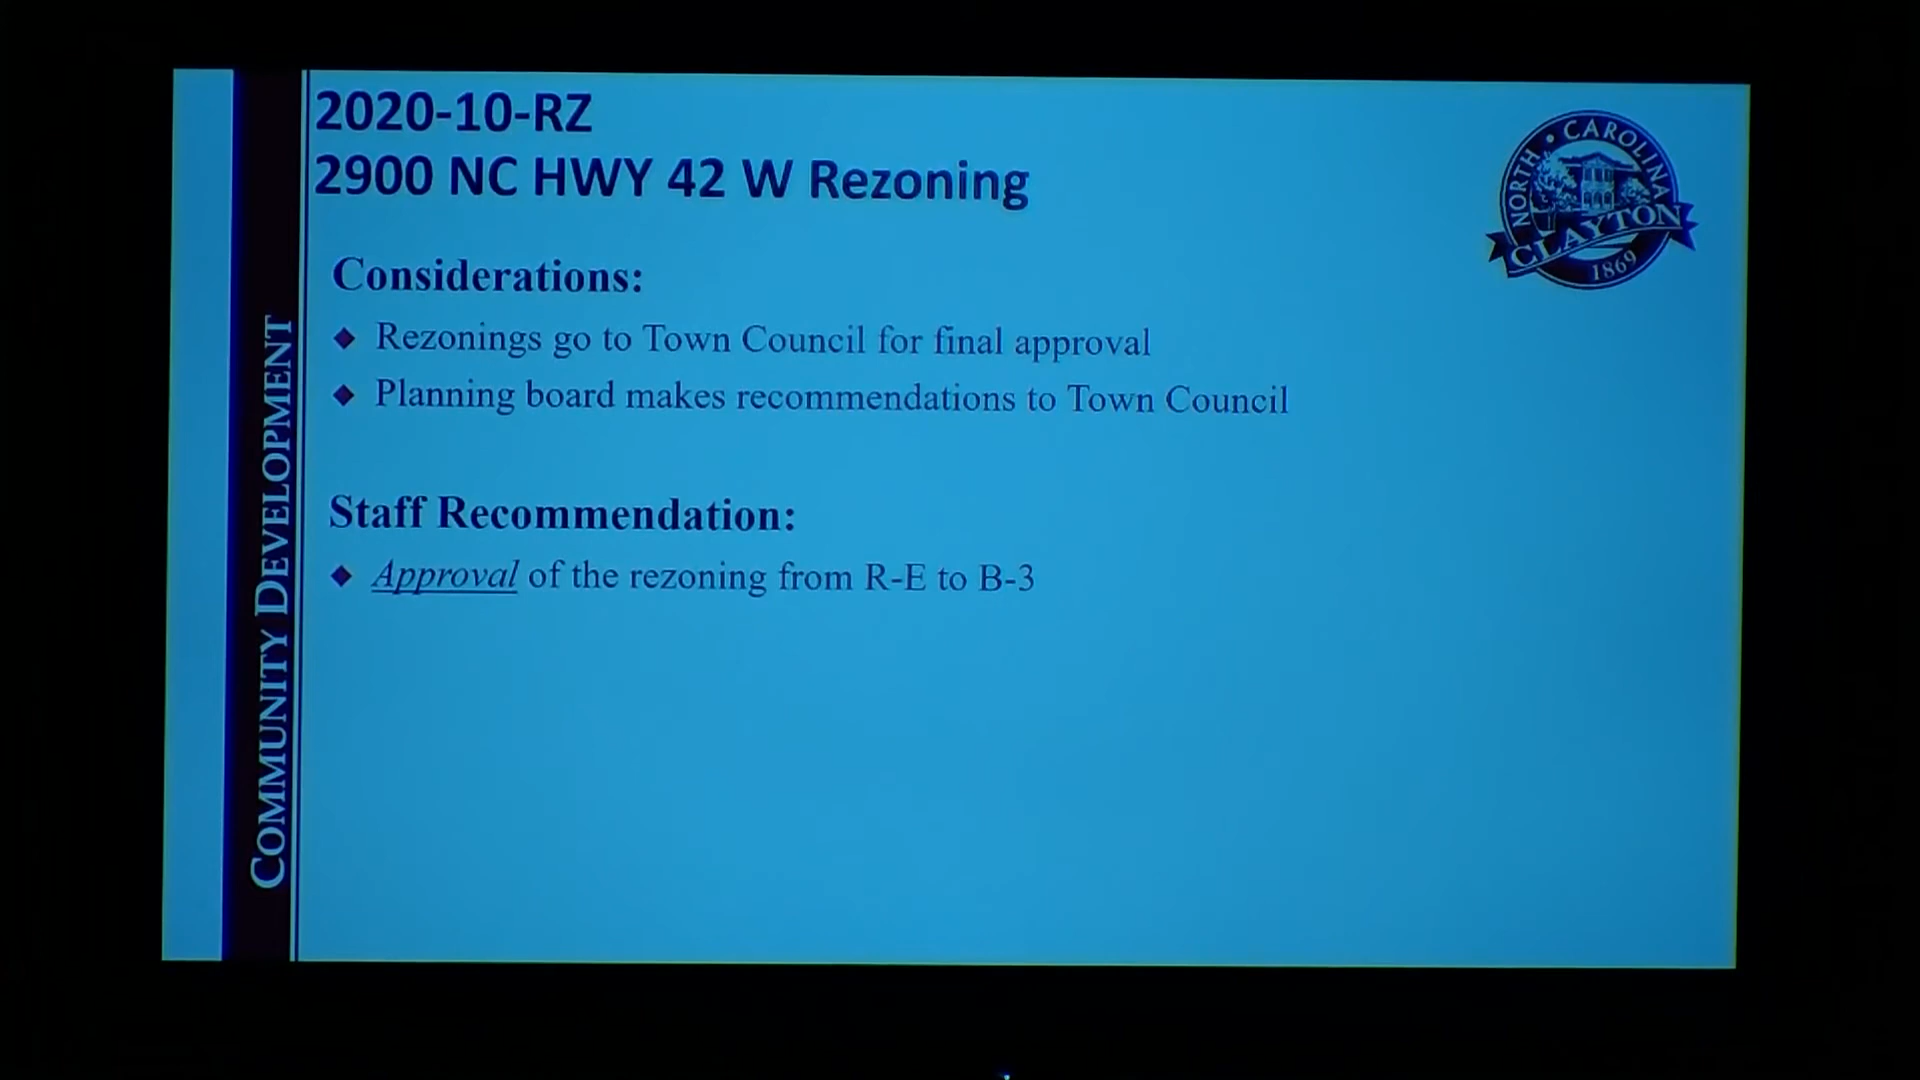 2020-10-RZ
2900 NC HWY 42 W Rezoning
NORTH • CAROLINA
CLAYTON
1869
Considerations:
Rezonings go to Town Council for final approval
Planning board makes recommendations to Town Council
Staff Recommendation:
Approval of the rezoning from R-E to B-3
COMMUNITY DEVELOPMENT